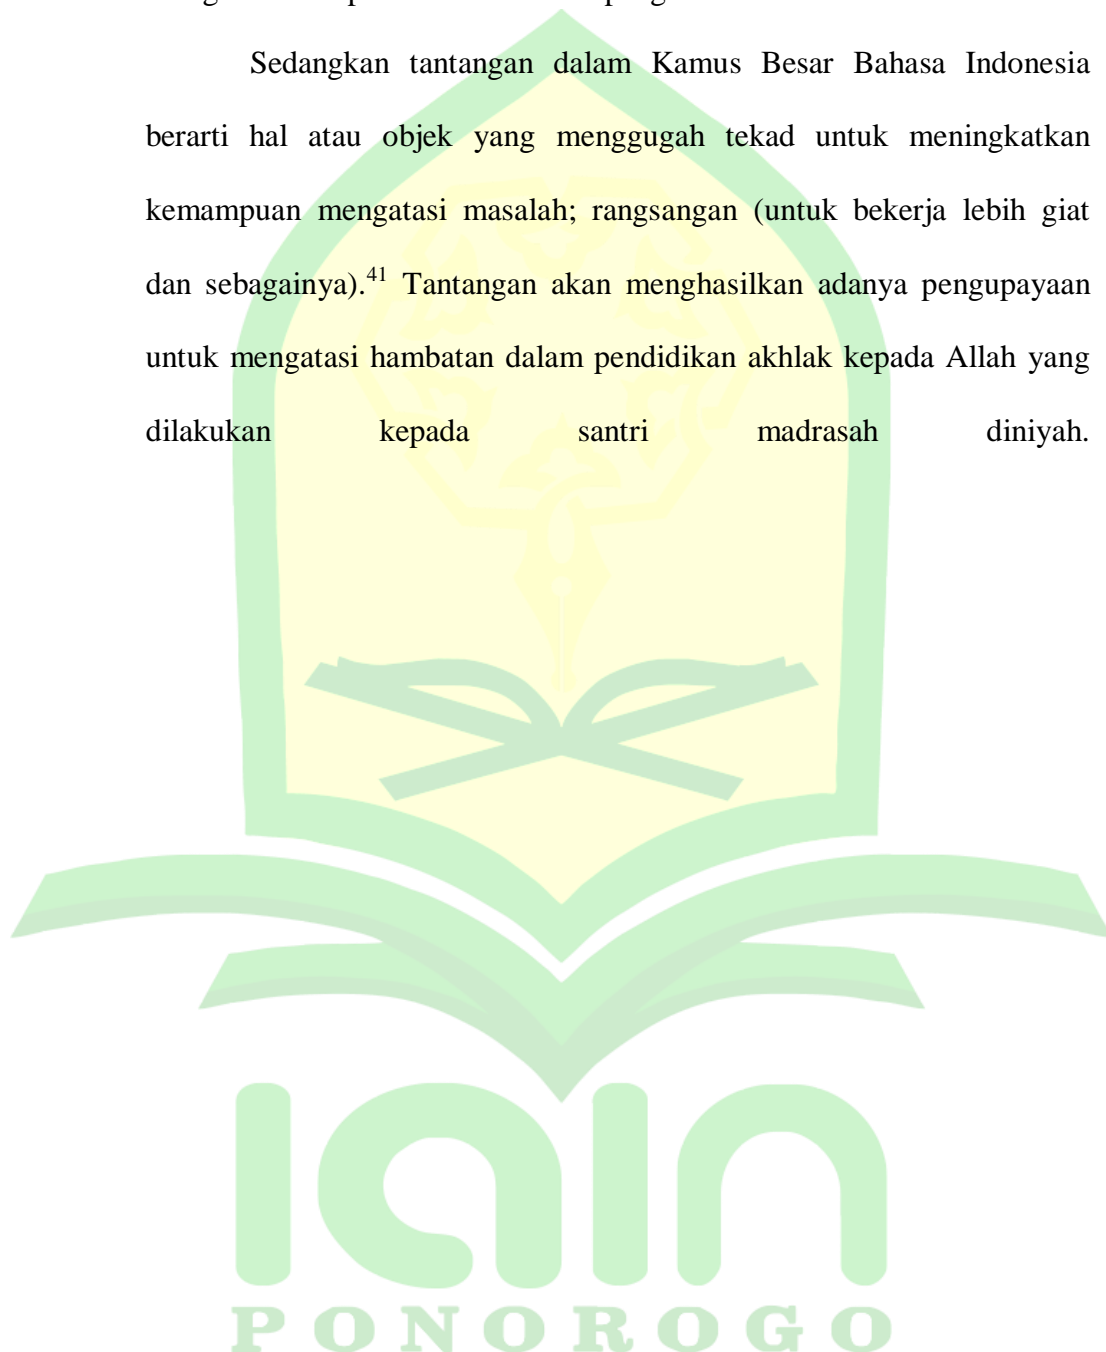 Sedangkan tantangan dalam Kamus Besar Bahasa Indonesia
berarti hal atau objek yang menggugah tekad untuk meningkatkan
kemampuan mengatasi masalah; rangsangan (untuk bekerja lebih giat
dan sebagainya).41 Tantangan akan menghasilkan adanya pengupayaan
untuk mengatasi hambatan dalam pendidikan akhlak kepada Allah yang
dilakukan kepada santri madrasah diniyah.
iain
PONOROGO